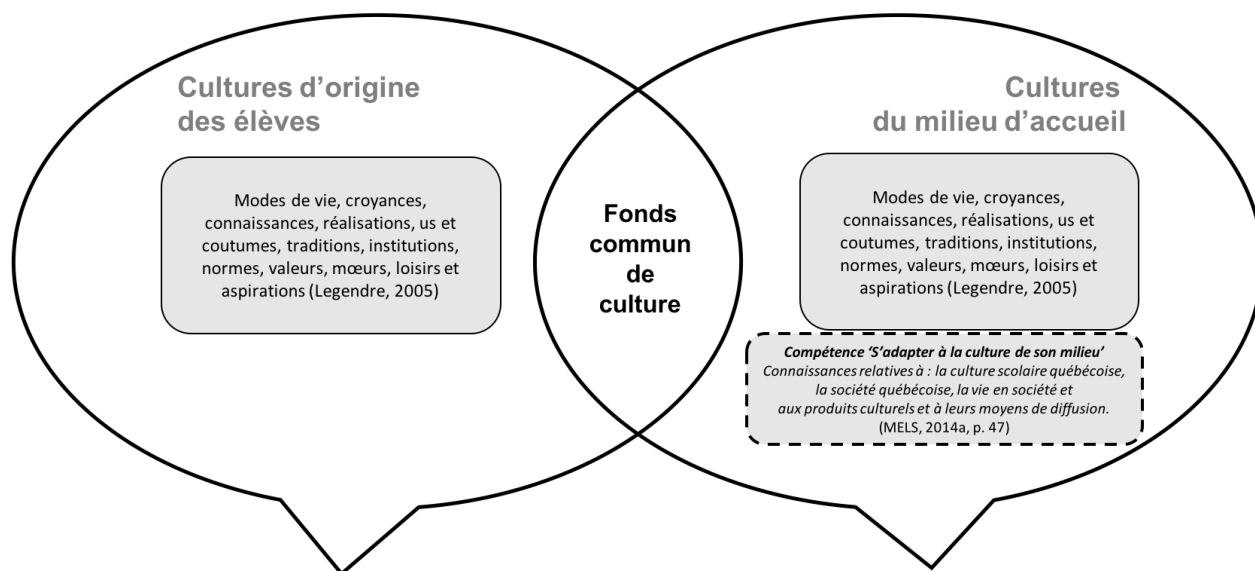 Cultures d’origine
des élèves
Modes de vie, croyances,
connaissances, réalisations, us et
coutumes, traditions, institutions,
normes, valeurs, mœurs, loisirs et
aspirations (Legendre, 2005)
Fonds
commun
de
culture
Cultures
du milieu d’accueil
Modes de vie, croyances,
connaissances, réalisations, us et
coutumes, traditions, institutions,
normes, valeurs, mœurs, loisirs et
aspirations (Legendre, 2005)
Compétence ‘S’adapter à la culture de son milieu’
Connaissances relatives à : la culture scolaire québécoise,
la société québécoise, la vie en société et
aux produits culturels et à leurs moyens de diffusion.
(MELS, 2014a, p. 47)